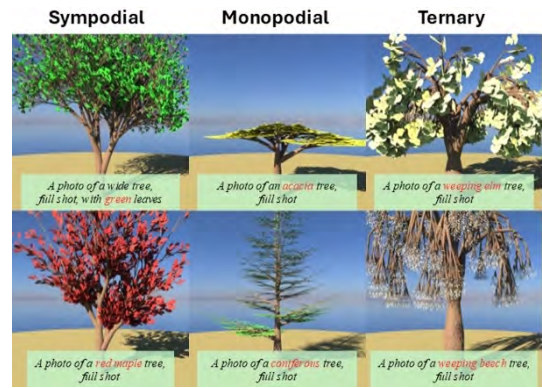 Sympodial
Monopodial
Ternary
A photo of a wide tree,
full shot, with green leaves
A photo of an acacia tree,
full shot
A photo of a weeping elm tree,
full shot
A photo of a red maple tree,
full shot
A photo of a coniferous tree,
full shot
A photo of a weeping beech tree,
full shot